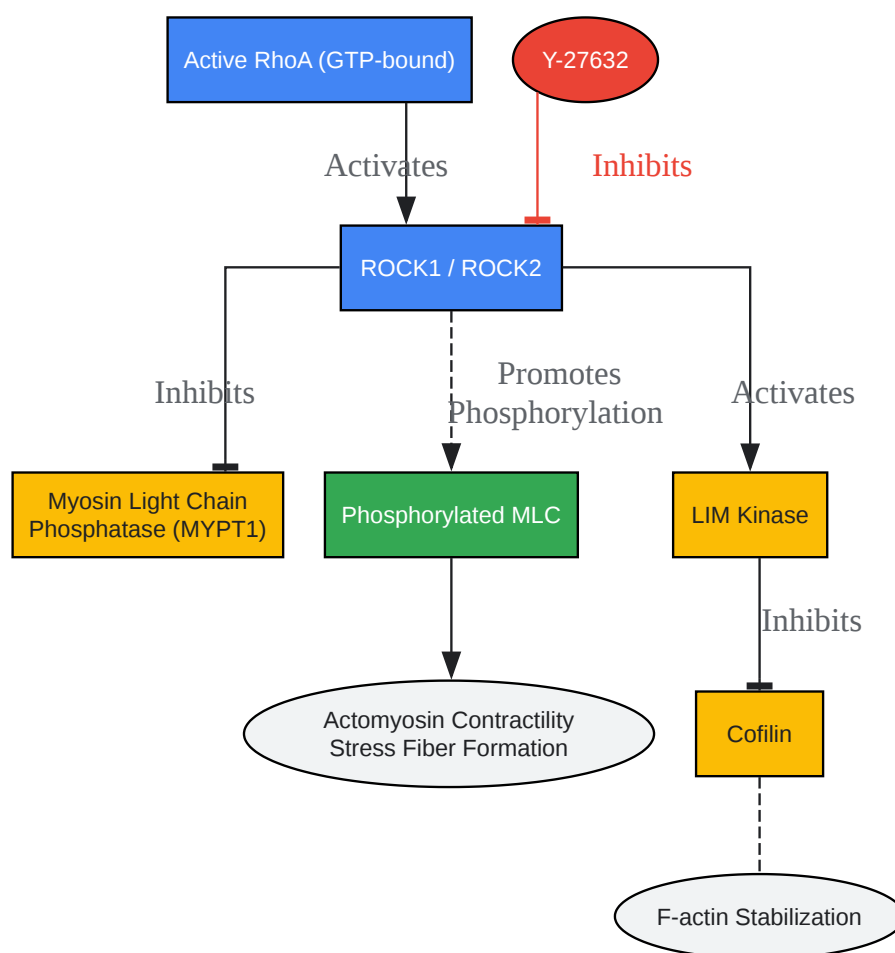 Active RhoA (GTP-bound)
Y-27632
Activates
Inhibits
ROCK1 / ROCK2
Inhibits
Promotes
Phosphorylation
Activates
Myosin Light Chain
Phosphatase (MYPT1)
Phosphorylated MLC
LIM Kinase
Inhibits
Actomyosin Contractility
Stress Fiber Formation
Cofilin
F-actin Stabilization